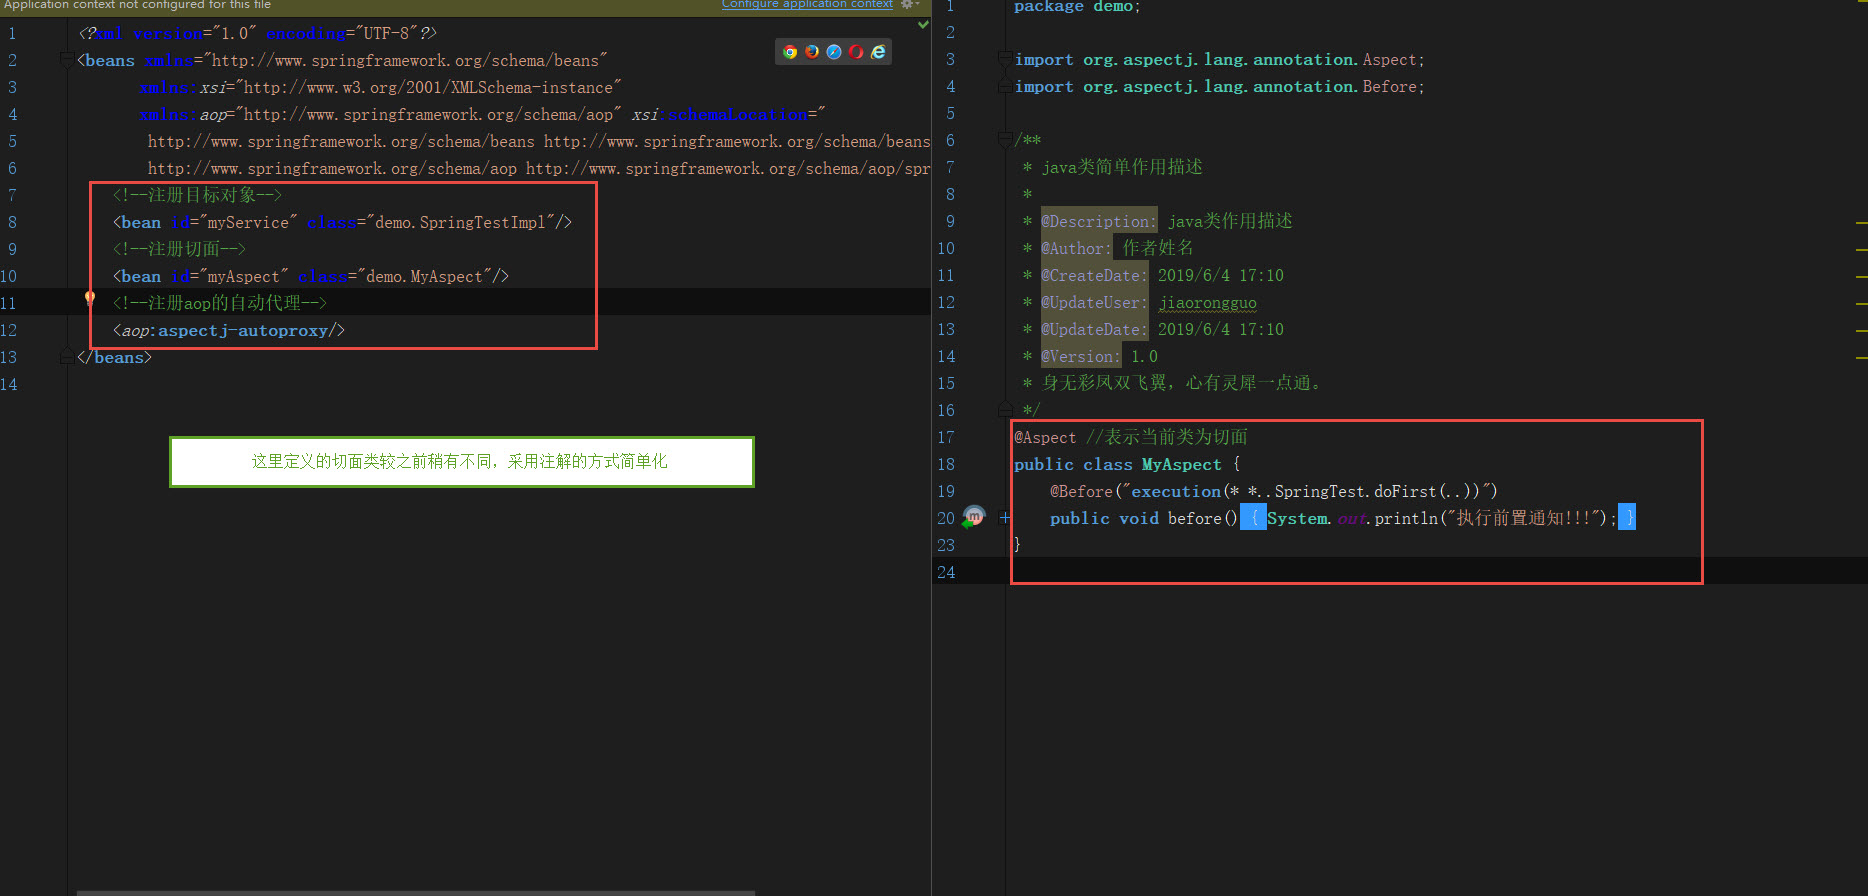 Application context not configured for this file
Configure application context
1 <?xml version="1.0" encoding="UTF-8"?>
2 <beans xmlns="http://www.springframework.org/schema/beans"
3 xmlns:xsi="http://www.w3.org/2001/XMLSchema-instance"
4 xmlns:aop="http://www.springframework.org/schema/aop" xsi:schemaLocation="
5 http://www.springframework.org/schema/beans http://www.springframework.org/schema/beans
6 http://www.springframework.org/schema/aop http://www.springframework.org/schema/aop/spr
7 <!--注册目标对象-->
8 <bean id="myService" class="demo.SpringTestImpl"/>
9 <!--注册切面-->
10 <bean id="myAspect" class="demo.MyAspect"/>
11 <!--注册aop的自动代理-->
12 <aop:aspectj-autoproxy/>
13 </beans>
14
这里定义的切面类较之前稍有不同，采用注解的方式简单化
1 package demo;
2
3 import org.aspectj.lang.annotation.Aspect;
4 import org.aspectj.lang.annotation.Before;
5
6 /**
7 * java类简单作用描述
8 *
9 * @Description: java类作用描述
10 * @Author: 作者姓名
11 * @CreateDate: 2019/6/4 17:10
12 * @UpdateUser: jiaorongguo
13 * @UpdateDate: 2019/6/4 17:10
14 * @Version: 1.0
15 * 身无彩凤双飞翼，心有灵犀一点通。
16 */
17 @Aspect //表示当前类为切面
18 public class MyAspect {
19 @Before("execution(* *..SpringTest.doFirst(..))")
20 public void before() { System.out.println("执行前置通知!!!"); }
23 }
24